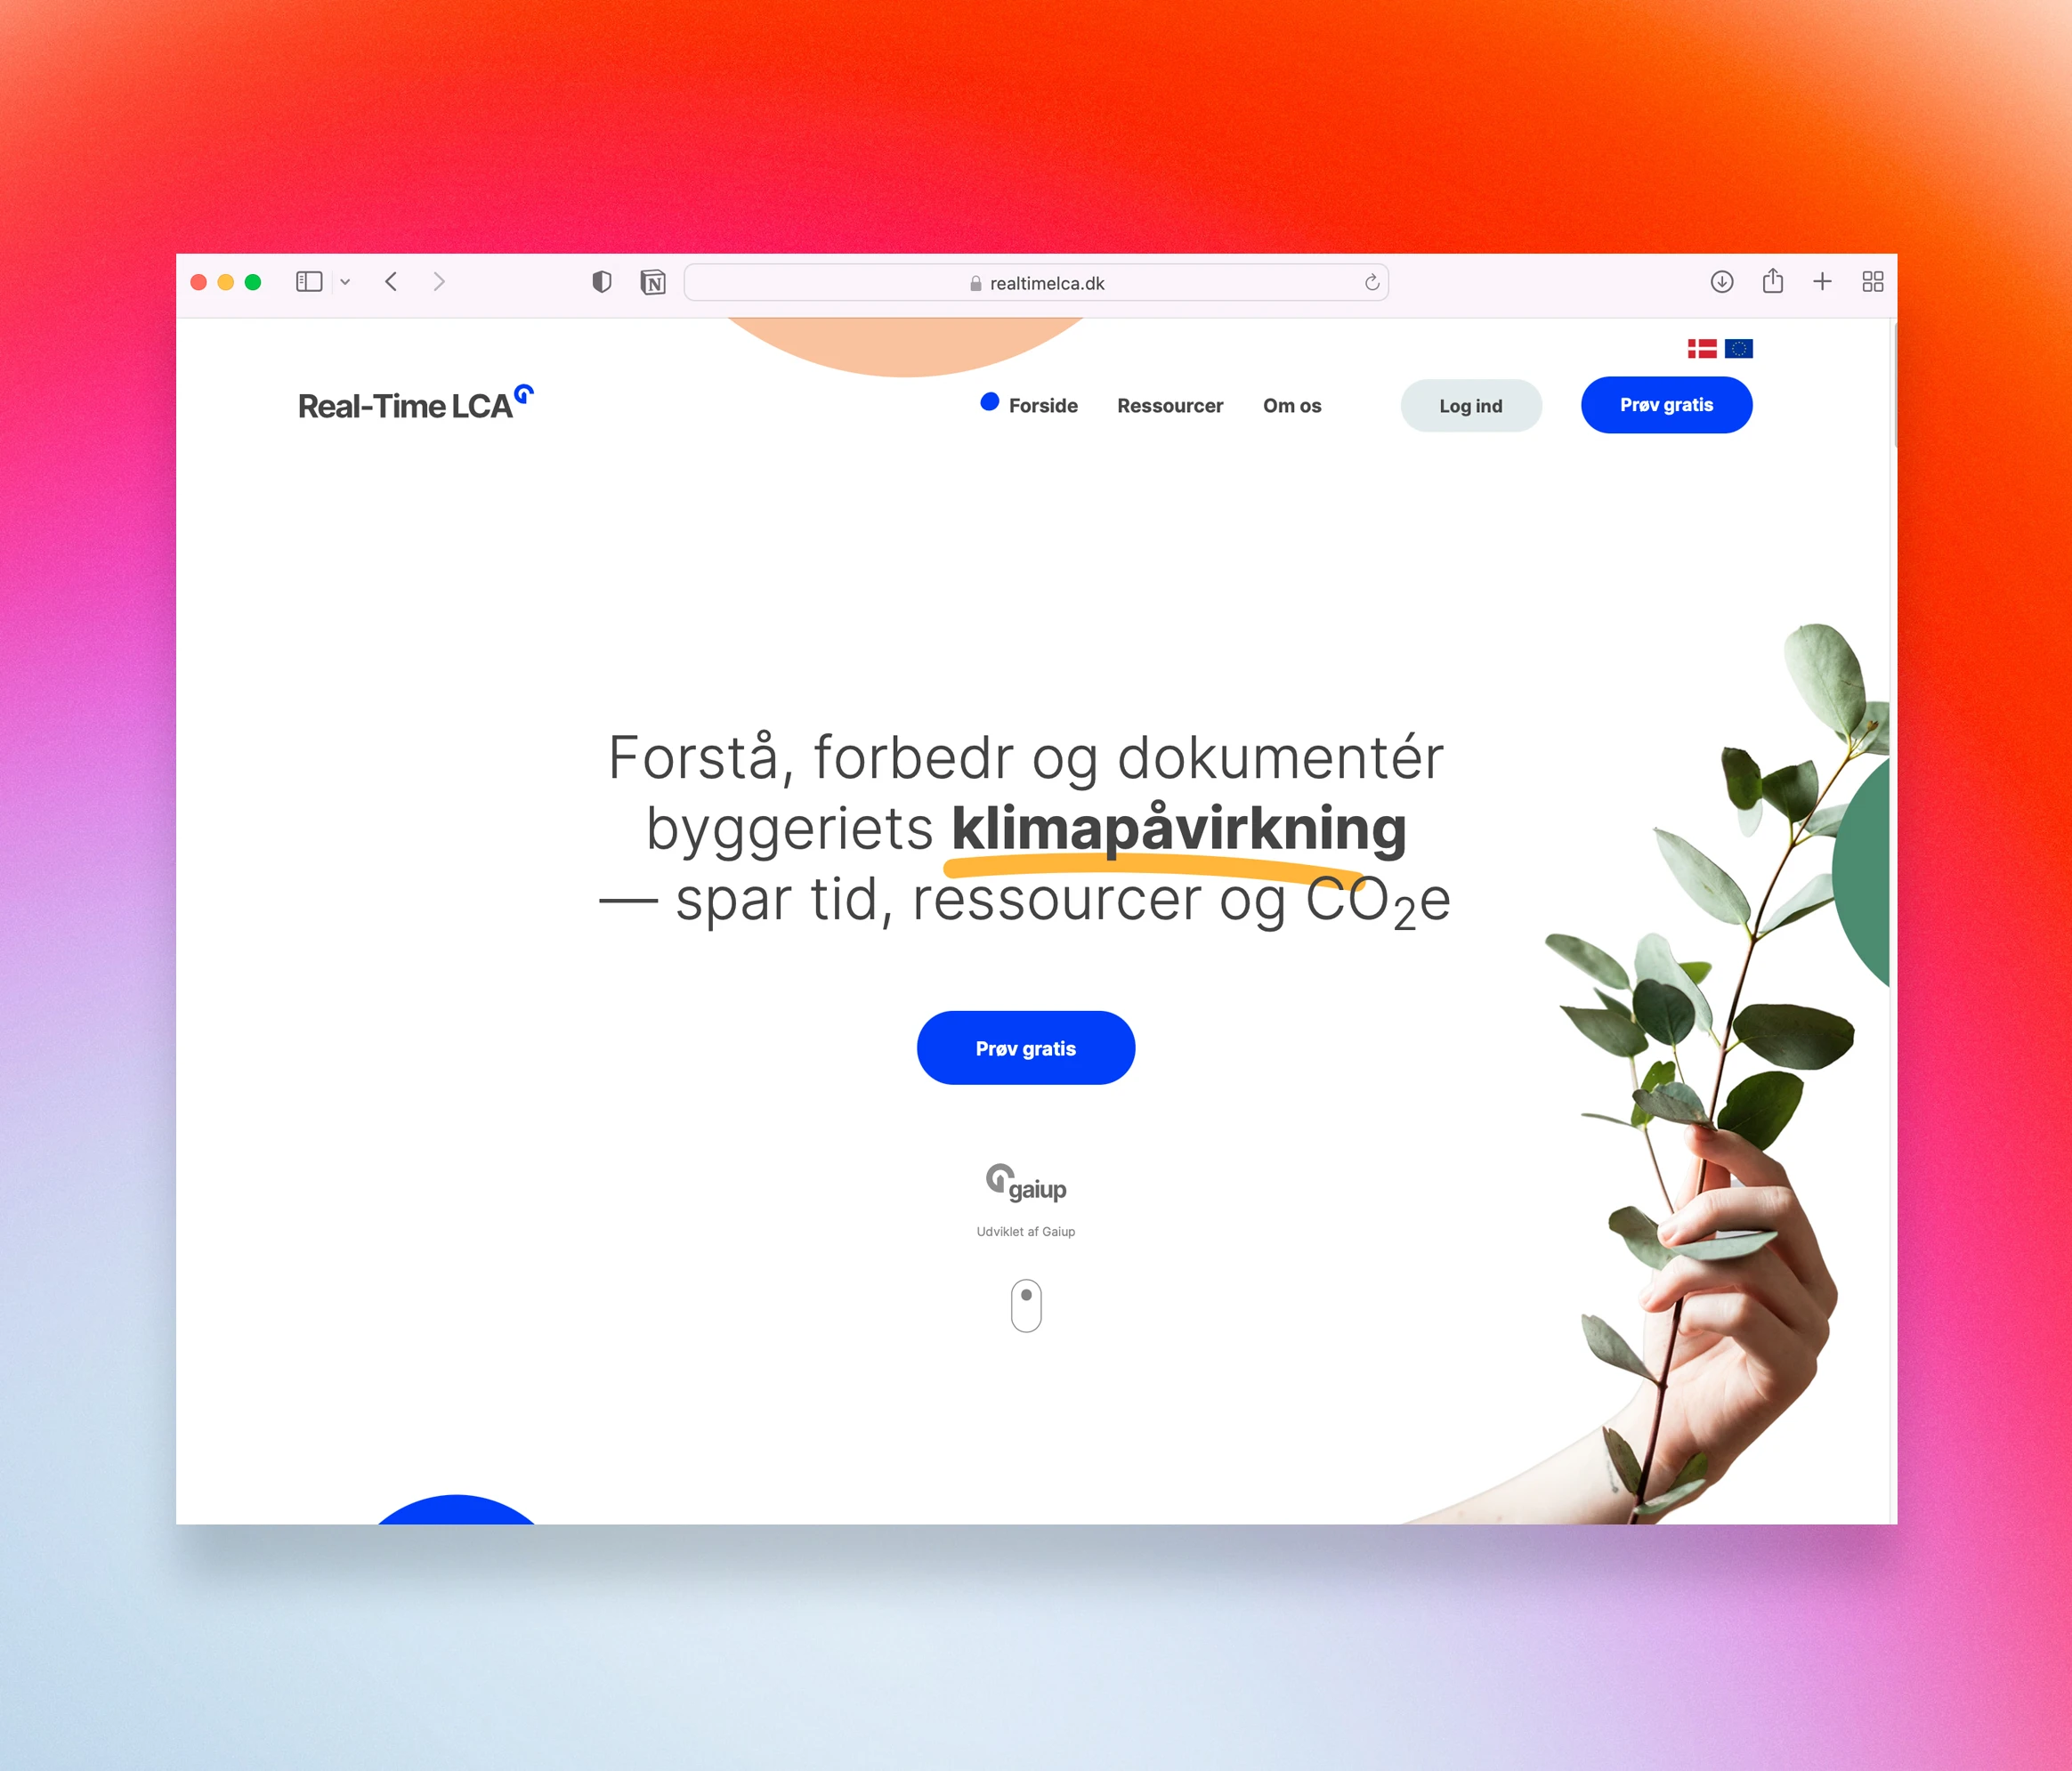 realtimelca.dk
Real-Time LCA
Forside Ressourcer Om os Log ind Prøv gratis
Forstå, forbedr og dokumentér
byggeriets klimapåvirkning
— spar tid, ressourcer og CO₂e
Prøv gratis
gaiup
Udviklet af Gaiup